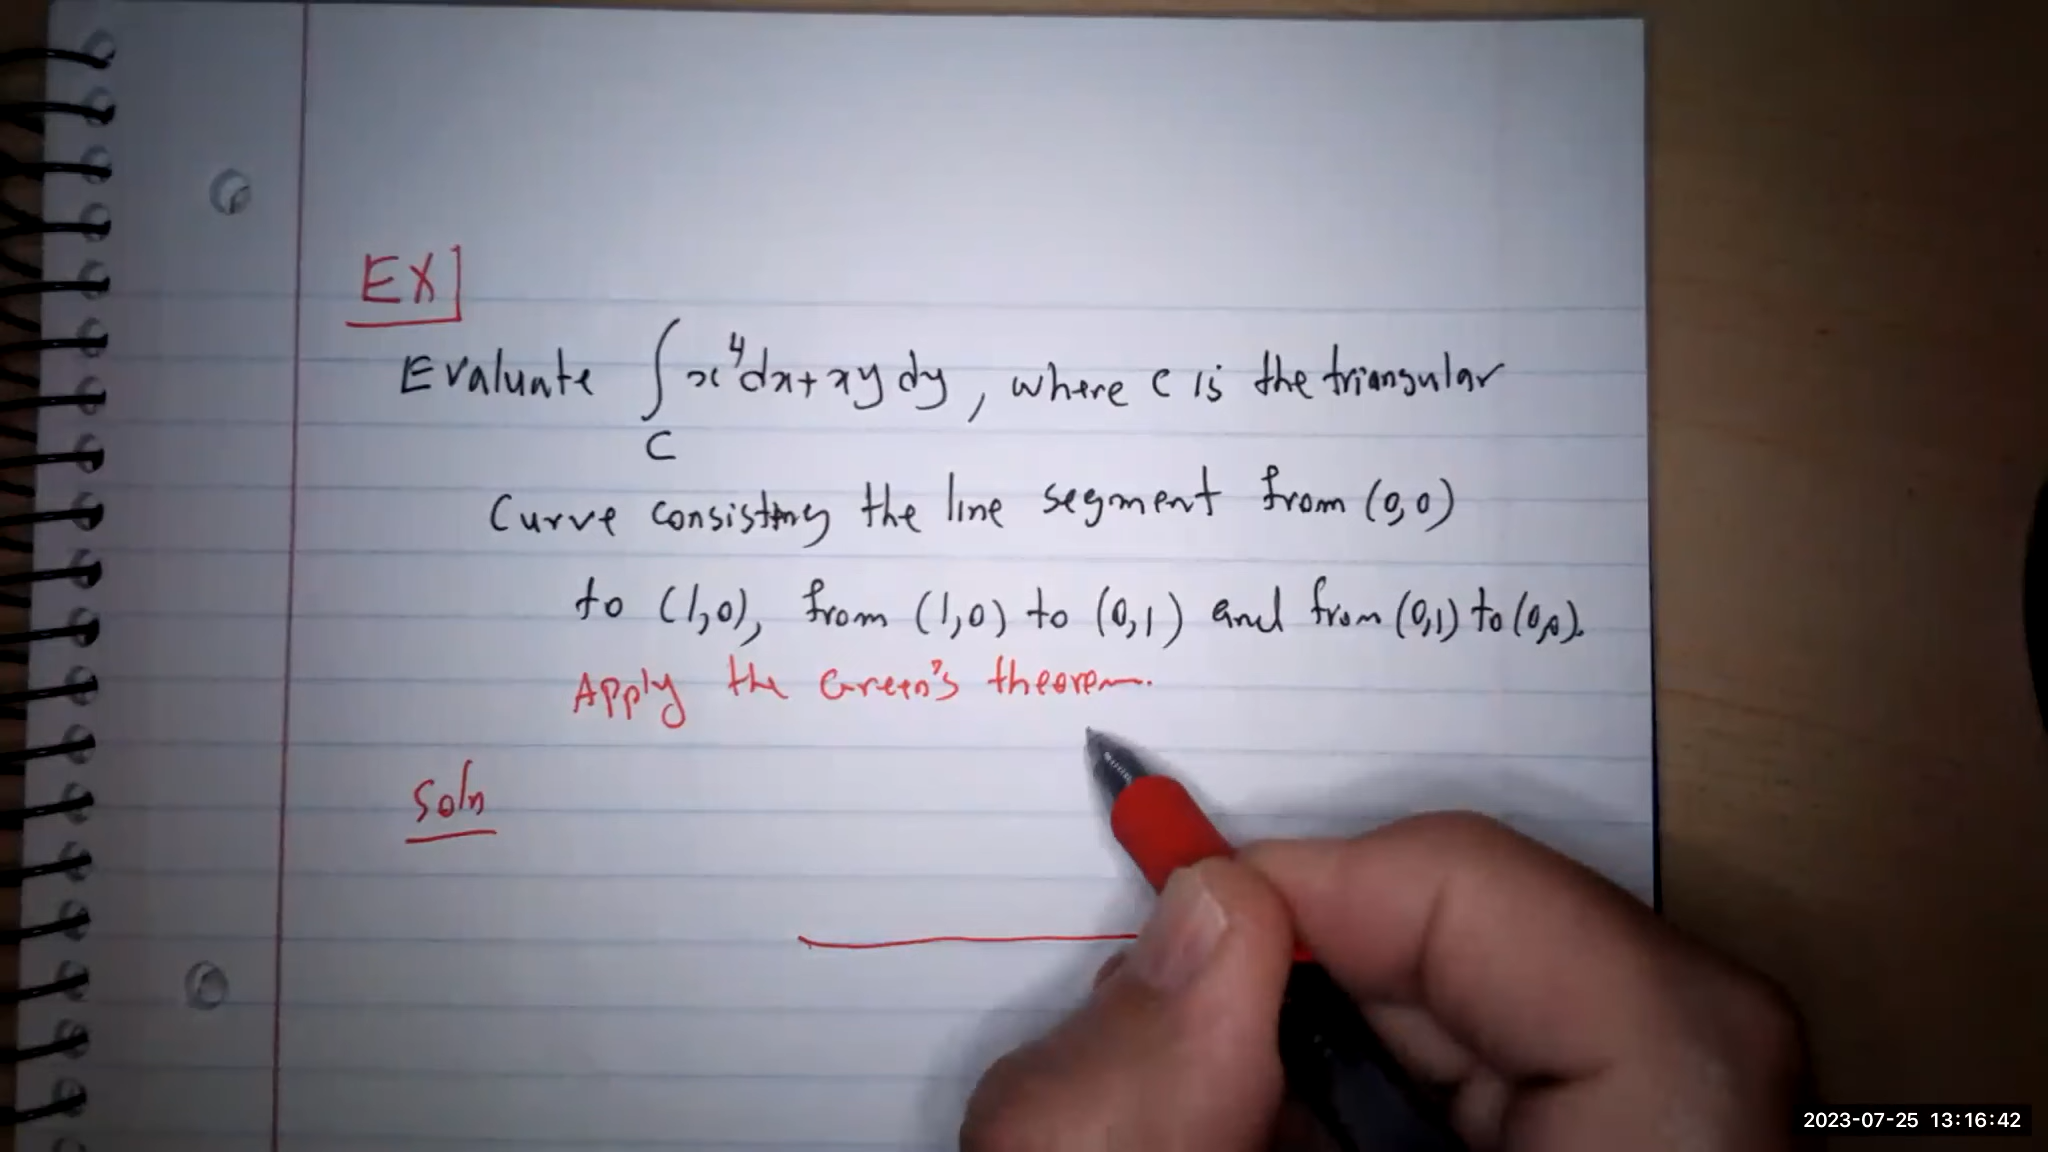 EX
Evaluate ∫_C x⁴dx + xy dy, where C is the triangular
Curve consisting the line segment from (0,0)
to (1,0), from (1,0) to (0,1) and from (0,1) to (0,0).
Apply the Green's theorem.
Soln
2023-07-25 13:16:42